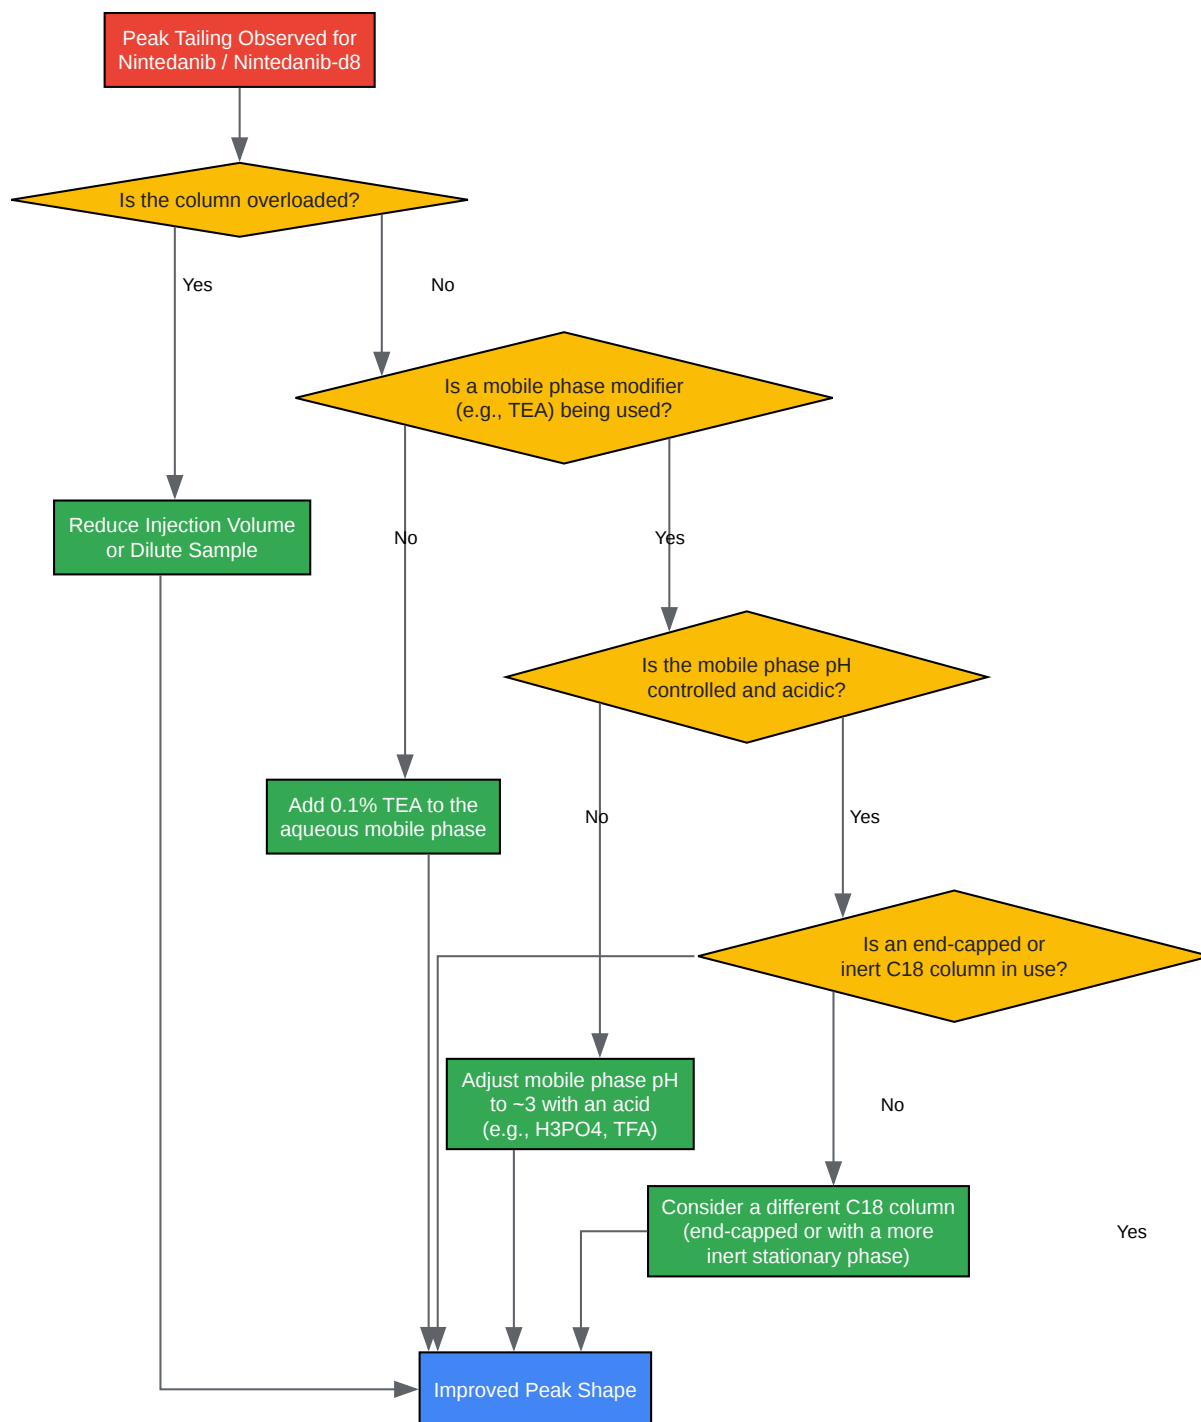 Peak Tailing Observed for
Nintedanib / Nintedanib-d8
Is the column overloaded?
Yes
No
Is a mobile phase modifier
(e.g., TEA) being used?
Reduce Injection Volume
or Dilute Sample
No
Yes
Is the mobile phase pH
controlled and acidic?
Add 0.1% TEA to the
aqueous mobile phase
No
Yes
Is an end-capped or
inert C18 column in use?
Adjust mobile phase pH
to ~3 with an acid
(e.g., H3PO4, TFA)
No
Consider a different C18 column
(end-capped or with a more
inert stationary phase)
Yes
Improved Peak Shape